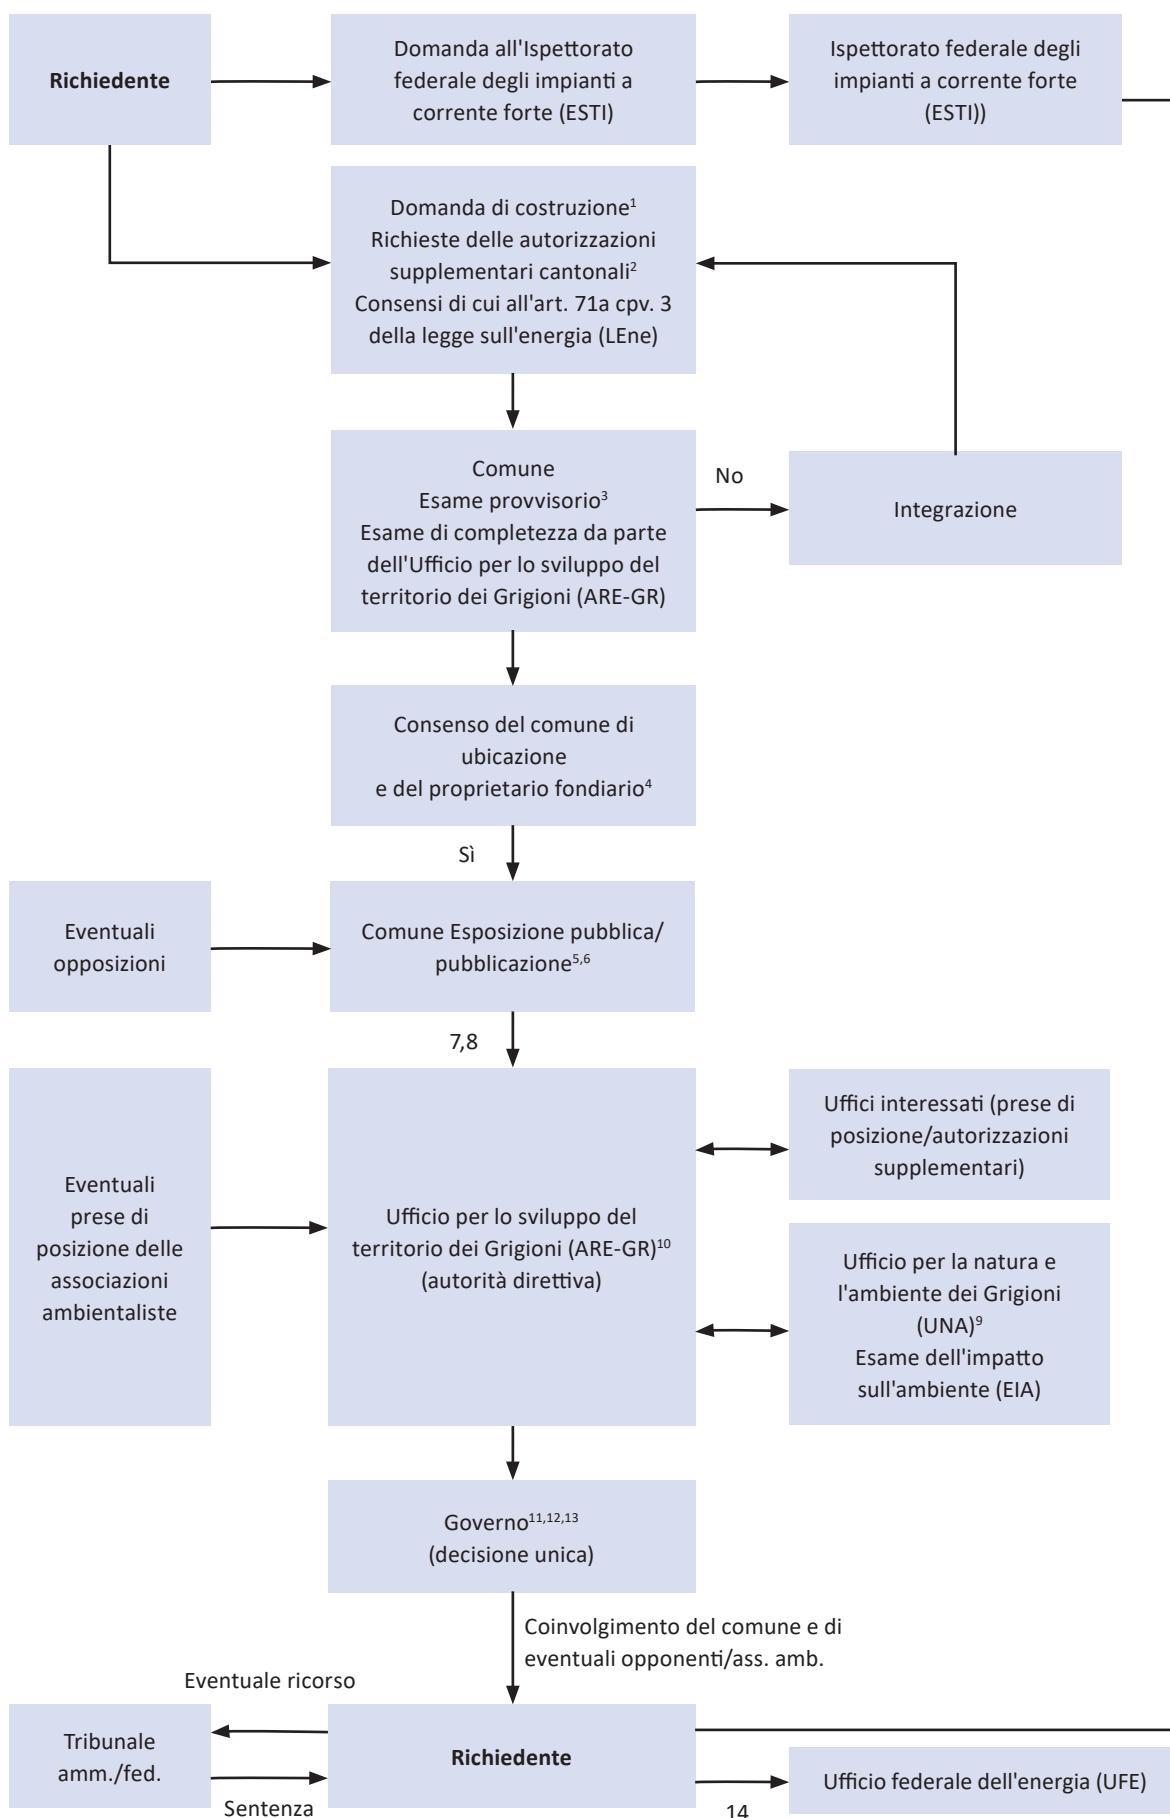 Richiedente
Domanda all'Ispettorato
federale degli impianti a
corrente forte (ESTI)
Ispettorato federale degli
impianti a corrente forte
(ESTI))
Domanda di costruzione¹
Richieste delle autorizzazioni
supplementari cantonali²
Consensi di cui all'art. 71a cpv. 3
della legge sull'energia (LEne)
Comune
Esame provvisorio³
Esame di completezza da parte
dell'Ufficio per lo sviluppo del
territorio dei Grigioni (ARE-GR)
No
Integrazione
Consenso del comune di
ubicazione
e del proprietario fondiario⁴
Sì
Eventuali
opposizioni
Comune Esposizione pubblica/
pubblicazione⁵,⁶
7,8
Eventuali
prese di
posizione delle
associazioni
ambientaliste
Ufficio per lo sviluppo del
territorio dei Grigioni (ARE-GR)¹⁰
(autorità direttiva)
Uffici interessati (prese di
posizione/autorizzazioni
supplementari)
Ufficio per la natura e
l'ambiente dei Grigioni
(UNA)⁹
Esame dell'impatto
sull'ambiente (EIA)
Governo¹¹,¹²,¹³
(decisione unica)
Coinvolgimento del comune e di
eventuali opponenti/ass. amb.
Eventuale ricorso
Tribunale
amm./fed.
Sentenza
Richiedente
14
Ufficio federale dell'energia (UFE)